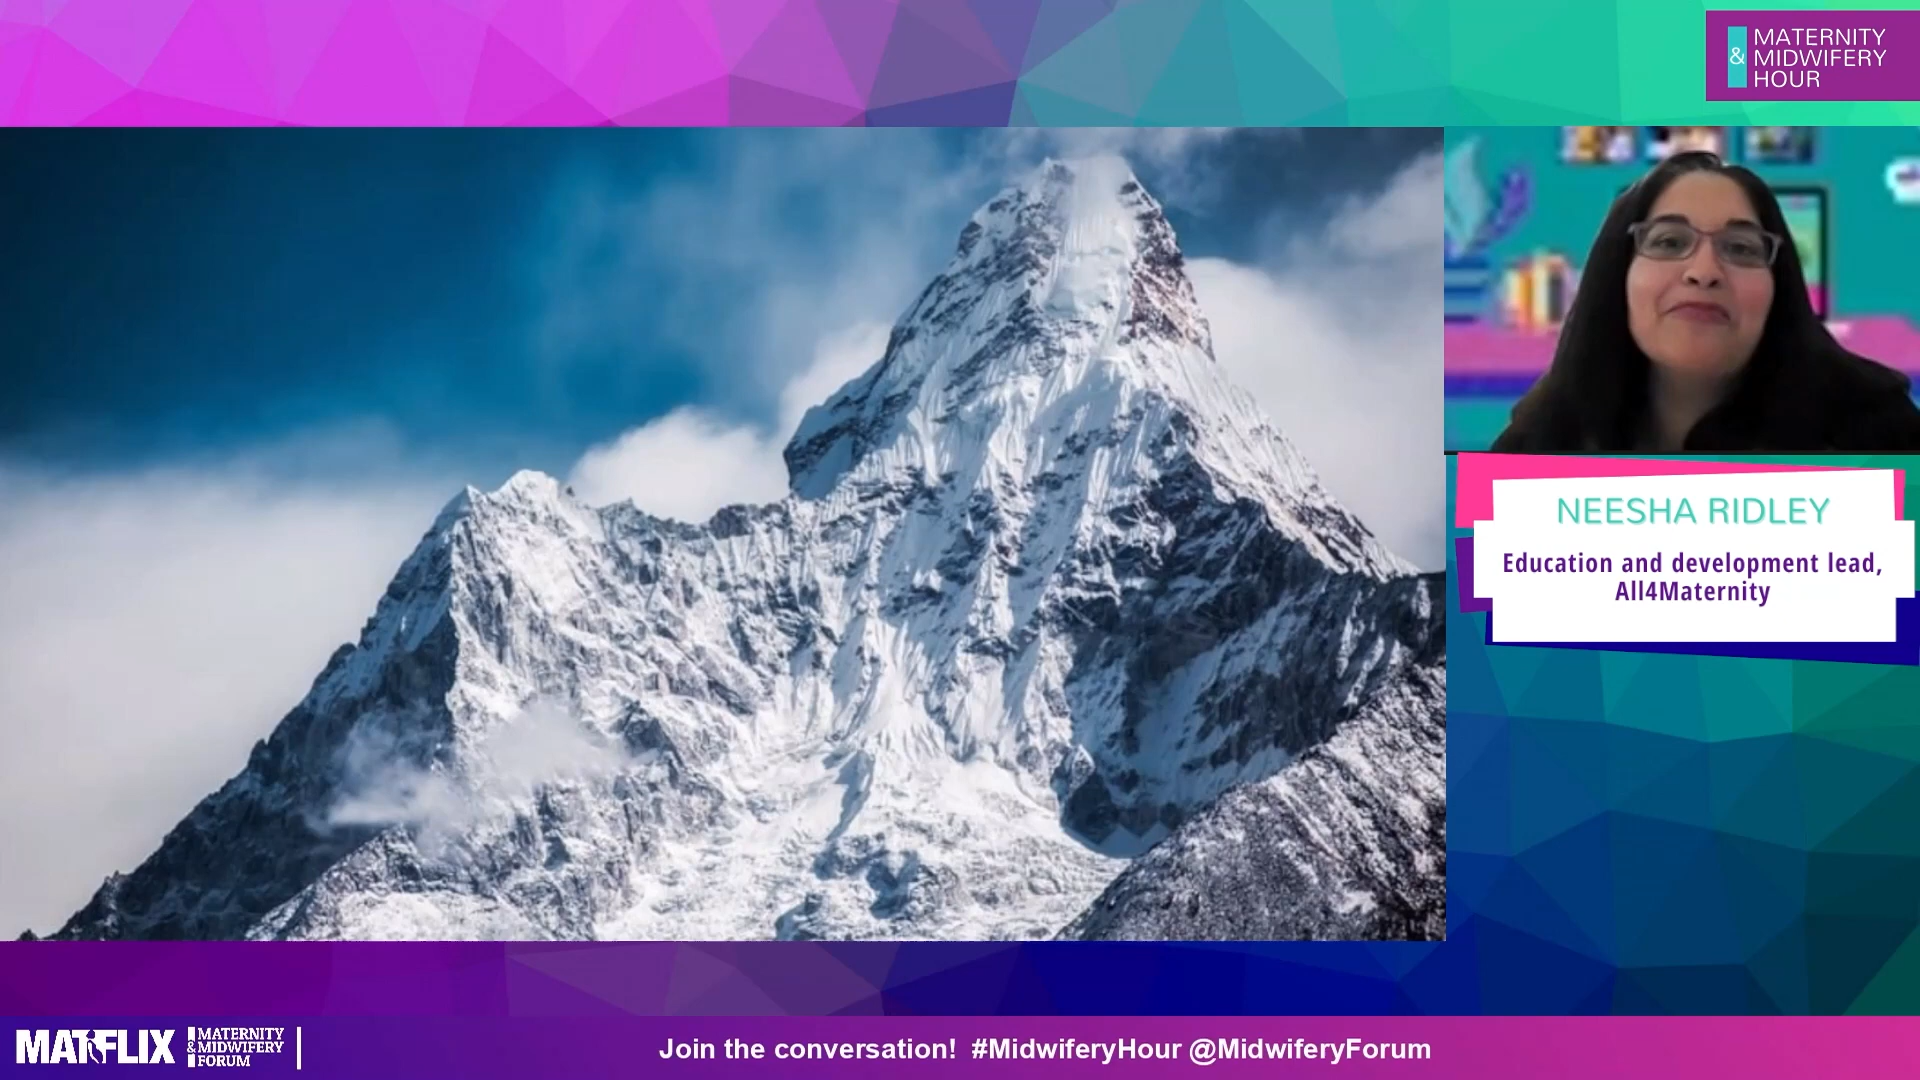 &
MATERNITY
MIDWIFERY
HOUR
NEESHA RIDLEY
Education and development lead,
All4Maternity
MATFLIX
MATERNITY
&MIDWIFERY
FORUM
Join the conversation! #MidwiferyHour @MidwiferyForum